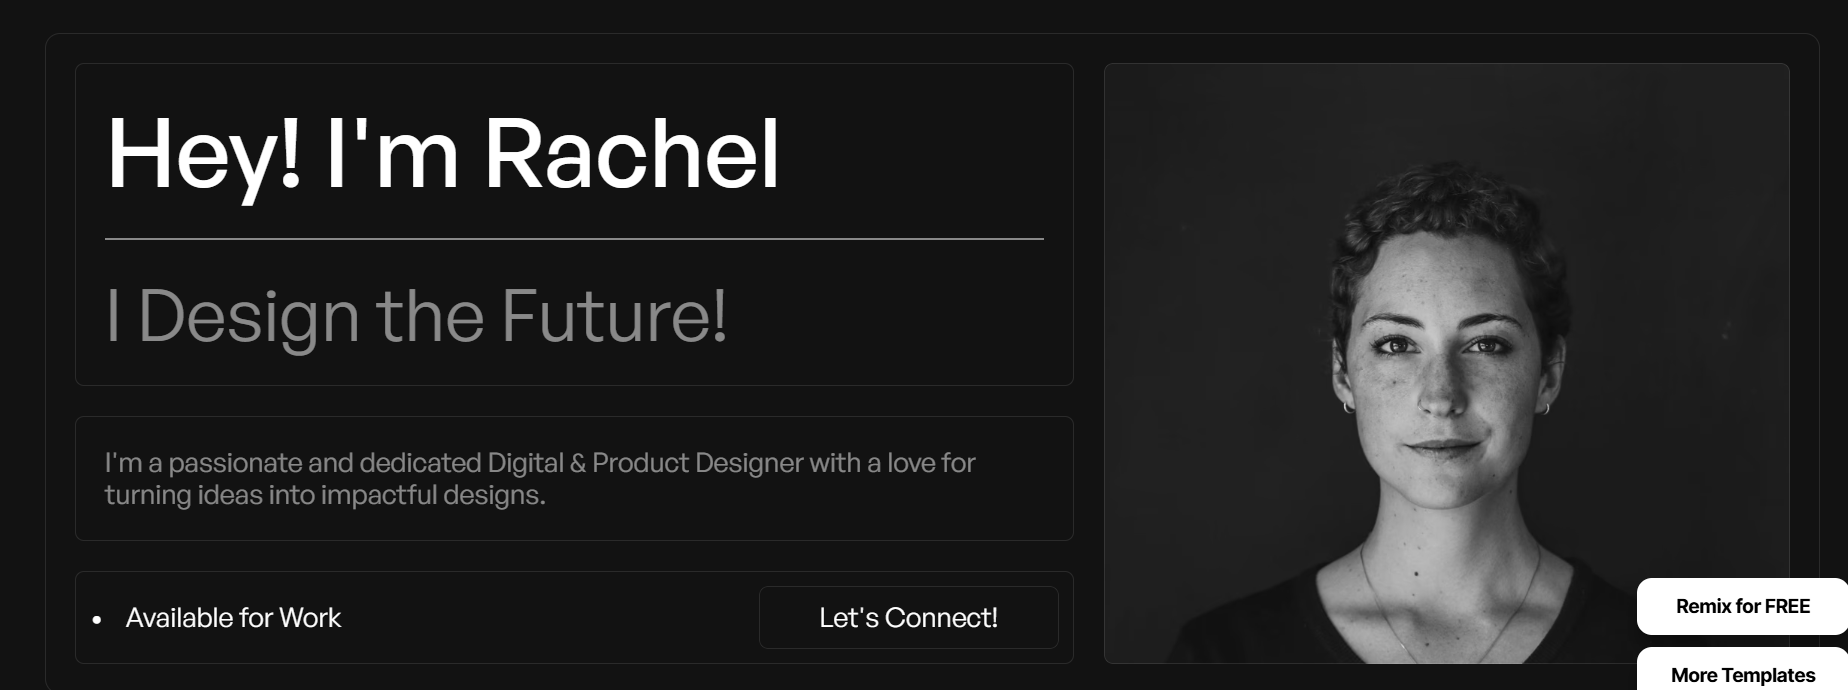 Hey! I'm Rachel
I Design the Future!
I'm a passionate and dedicated Digital & Product Designer with a love for
turning ideas into impactful designs.
Available for Work
Let's Connect!
Remix for FREE
More Templates